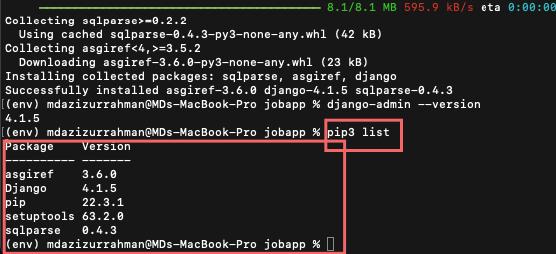 8.1/8.1 MB 595.9 kB/s eta 0:00:00
Collecting sqlparse>=0.2.2
Using cached sqlparse-0.4.3-py3-none-any.whl (42 kB)
Collecting asgiref<4,>=3.5.2
Downloading asgiref-3.6.0-py3-none-any.whl (23 kB)
Installing collected packages: sqlparse, asgiref, django
Successfully installed asgiref-3.6.0 django-4.1.5 sqlparse-0.4.3
[(env) mdazizurrahman@MDs-MacBook-Pro jobapp % django-admin --version
4.1.5
[(env) mdazizurrahman@MDs-MacBook-Pro jobapp % pip3 list
Package    Version
---------- -------
asgiref    3.6.0
Django     4.1.5
pip        22.3.1
setuptools 63.2.0
sqlparse   0.4.3
(env) mdazizurrahman@MDs-MacBook-Pro jobapp %